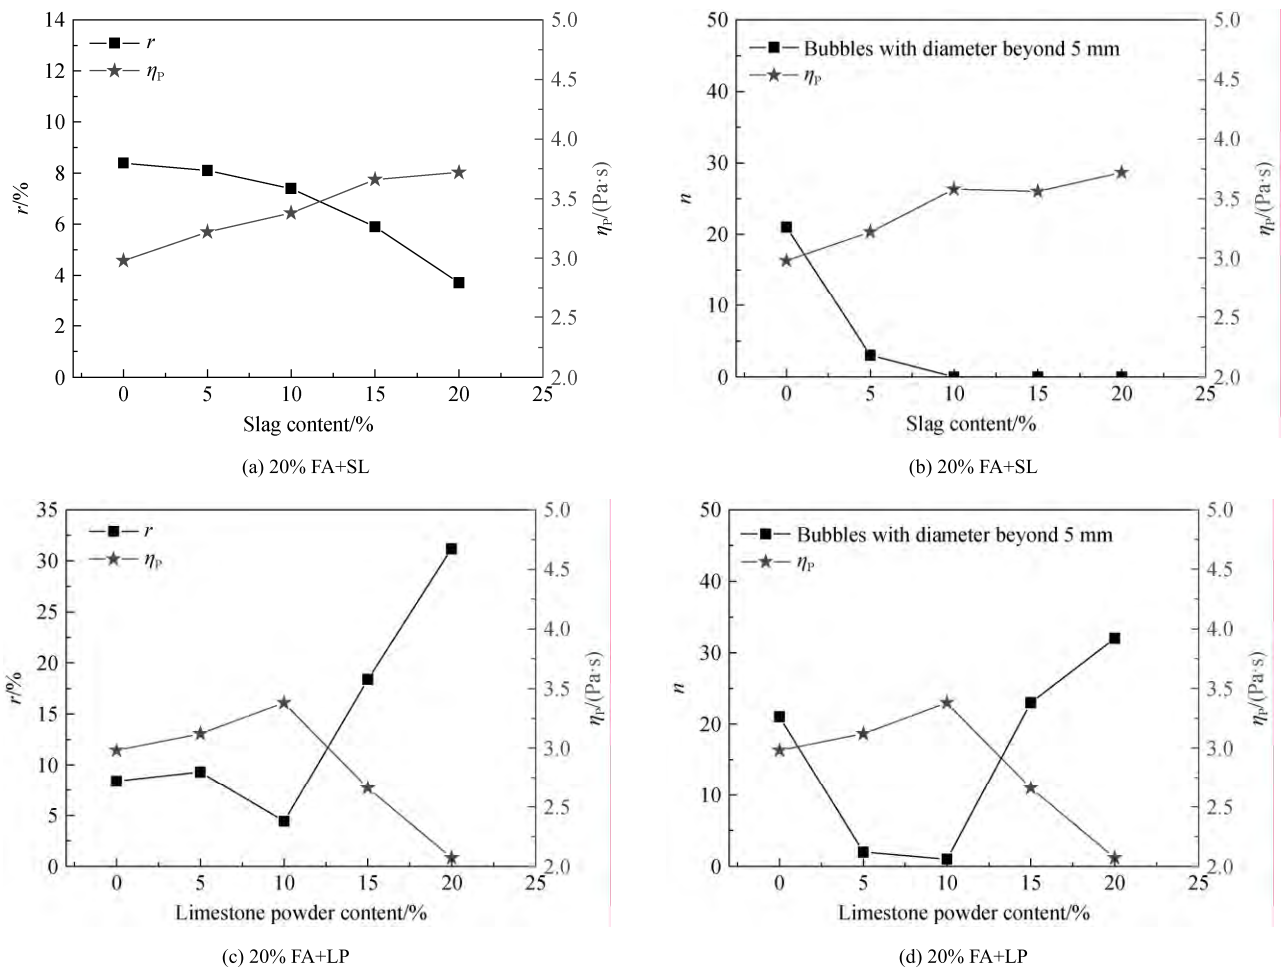 14
12
10
8
6
4
2
0
r/%
r
ηP
5.0
4.5
4.0
3.5
3.0
2.5
2.0
ηP/(Pa·s)
0 5 10 15 20 25
Slag content/%
(a) 20% FA+SL
50
40
30
20
10
0
n
Bubbles with diameter beyond 5 mm
ηP
5.0
4.5
4.0
3.5
3.0
2.5
2.0
ηP/(Pa·s)
0 5 10 15 20 25
Slag content/%
(b) 20% FA+SL
35
30
25
20
15
10
5
0
r/%
r
ηP
5.0
4.5
4.0
3.5
3.0
2.5
2.0
ηP/(Pa·s)
0 5 10 15 20 25
Limestone powder content/%
(c) 20% FA+LP
50
40
30
20
10
0
n
Bubbles with diameter beyond 5 mm
ηP
5.0
4.5
4.0
3.5
3.0
2.5
2.0
ηP/(Pa·s)
0 5 10 15 20 25
Limestone powder content/%
(d) 20% FA+LP